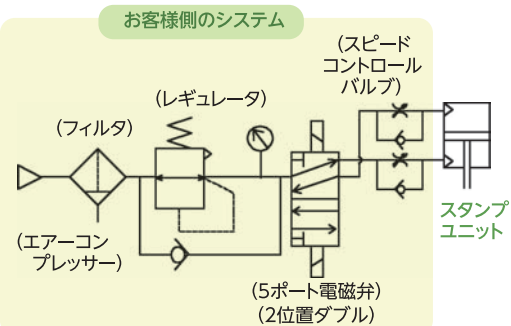 お客様側のシステム
(スピード
コントロール
バルブ)
(レギュレータ)
(フィルタ)
(エアーコン
プレッサー)
スタンプ
ユニット
(5ポート電磁弁)
(2位置ダブル)